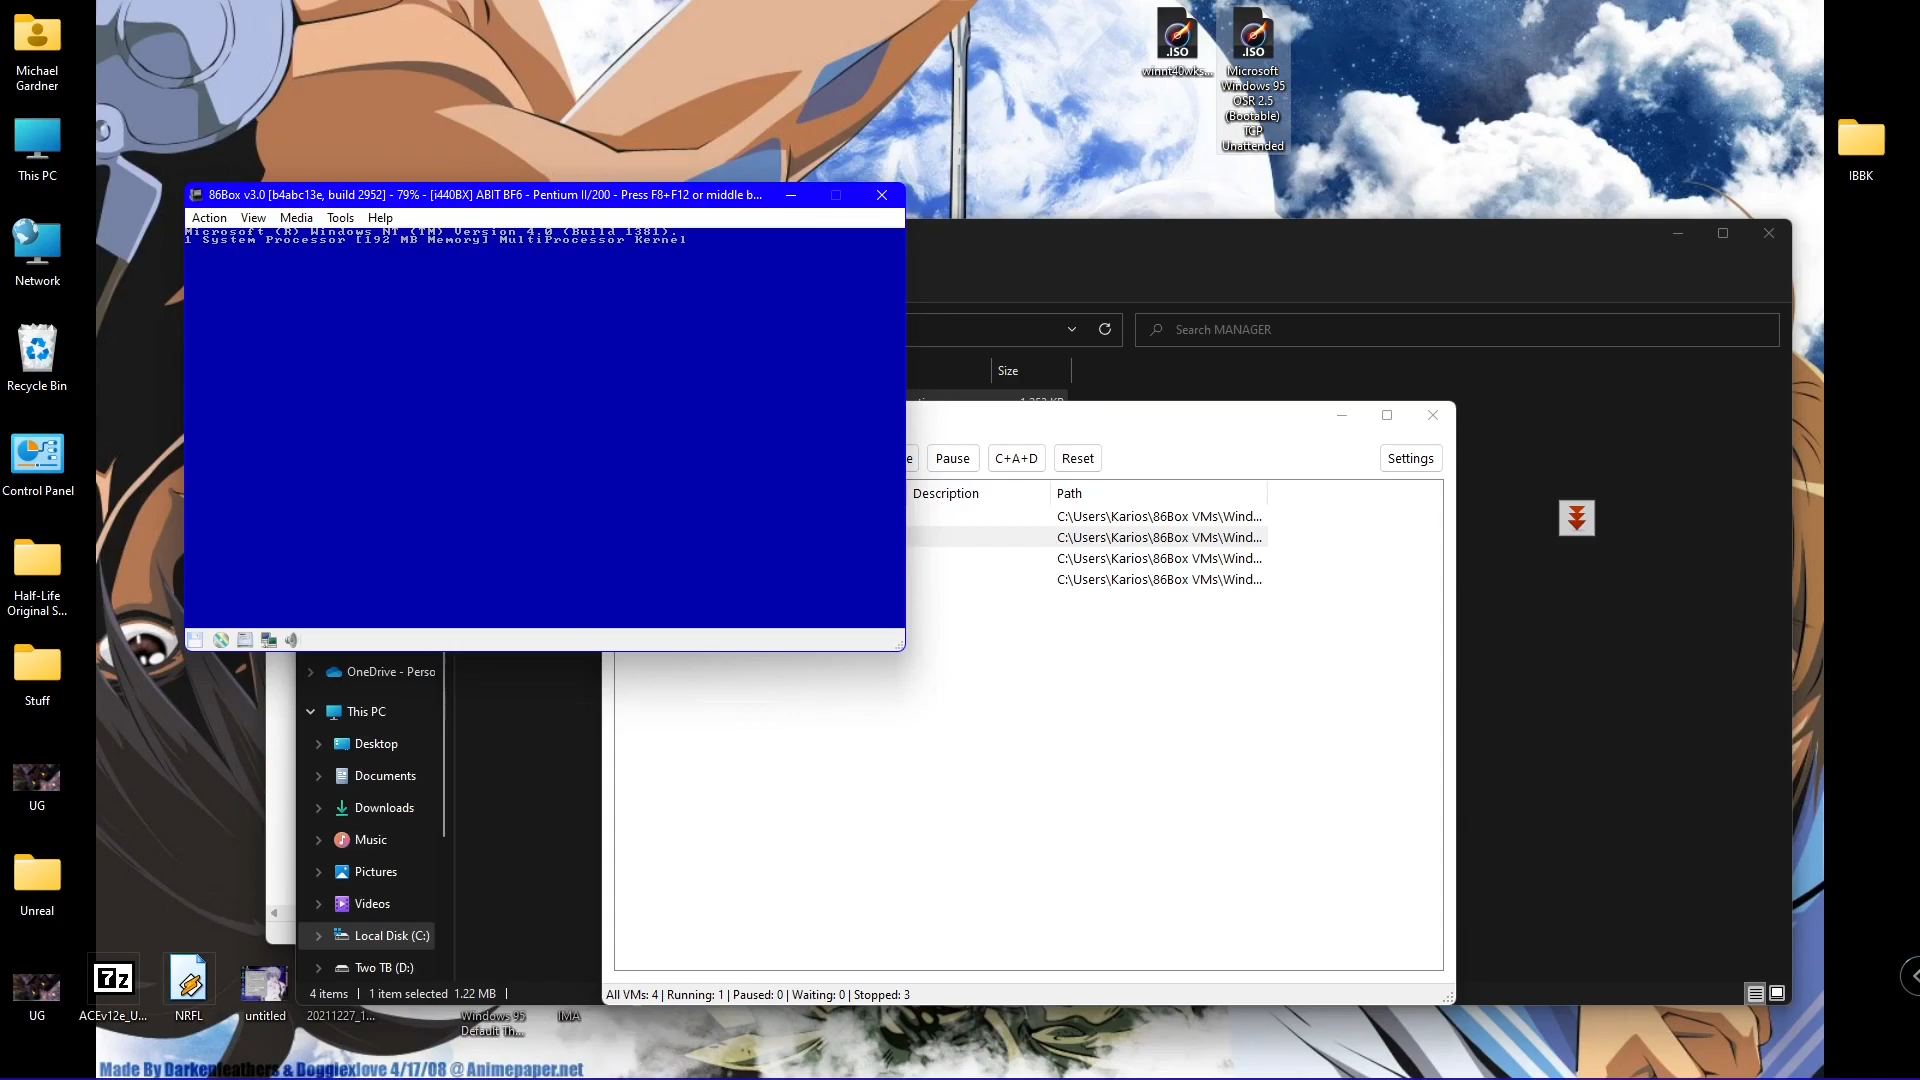 Michael
Gardner
This PC
Network
Recycle Bin
Control Panel
Half-Life
Original S...
Stuff
UG
Unreal
UG
ACEv12e_U...
NRFL
untitled
20211227_1...
Windows 95
Default Th...
IMA
.ISO
winnt40wks...
.ISO
Microsoft
Windows 95
OSR 2.5
(Bootable)
TCP
Unattended
IBBK
86Box v3.0 [b4abc13e, build 2952] - 79% - [i440BX] ABIT BF6 - Pentium II/200 - Press F8+F12 or middle b...
Action View Media Tools Help
Microsoft (R) Windows NT (TM) Version 4.0 (Build 1381).
1 System Processor [192 MB Memory] MultiProcessor Kernel
Search MANAGER
Size
1,253 KB
e Pause C+A+D Reset Settings
Description Path
C:\Users\Karios\86Box VMs\Wind...
C:\Users\Karios\86Box VMs\Wind...
C:\Users\Karios\86Box VMs\Wind...
C:\Users\Karios\86Box VMs\Wind...
OneDrive - Perso
This PC
Desktop
Documents
Downloads
Music
Pictures
Videos
Local Disk (C:)
Two TB (D:)
4 items | 1 item selected 1.22 MB |
All VMs: 4 | Running: 1 | Paused: 0 | Waiting: 0 | Stopped: 3
7z
Made By Darkenfeathers & Doggiexlove 4/17/08 @ Animepaper.net